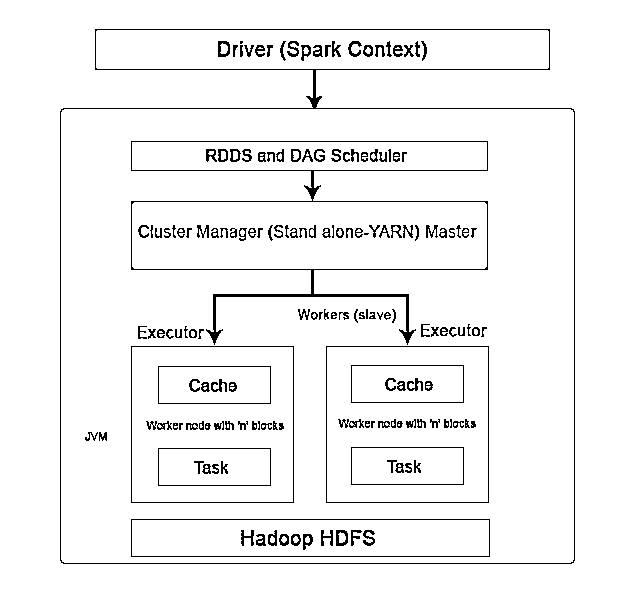 Driver (Spark Context)
RDDS and DAG Scheduler
Cluster Manager (Stand alone-YARN) Master
Workers (slave)
Executor
Executor
Cache
Cache
Worker node with 'n' blocks
Worker node with 'n' blocks
JVM
Task
Task
Hadoop HDFS